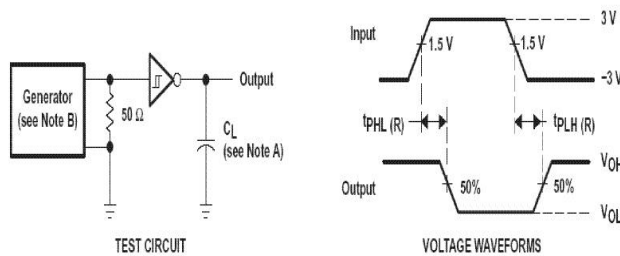 Generator
(see Note B)
50 Ω
Output
CL
(see Note A)
TEST CIRCUIT
Input
1.5 V
1.5 V
3 V
−3 V
tPHL (R)
tPLH (R)
Output
50%
50%
VOH
VOL
VOLTAGE WAVEFORMS